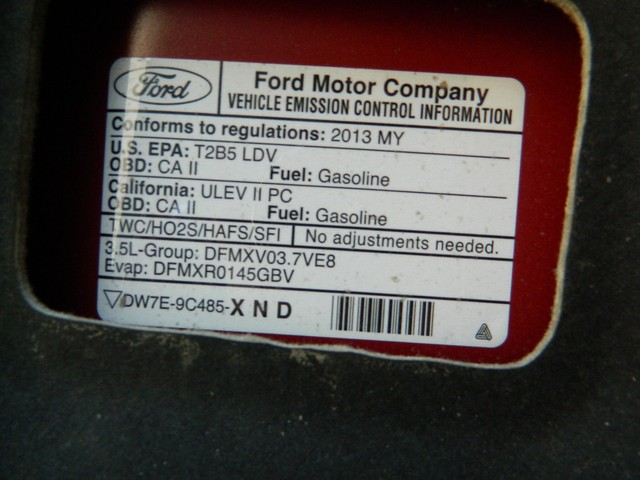 Ford
Ford Motor Company
VEHICLE EMISSION CONTROL INFORMATION
Conforms to regulations: 2013 MY
U.S. EPA: T2B5 LDV
OBD: CA II Fuel: Gasoline
California: ULEV II PC
OBD: CA II Fuel: Gasoline
TWC/HO2S/HAFS/SFI No adjustments needed.
3.5L-Group: DFMXV03.7VE8
Evap: DFMXR0145GBV
DW7E-9C485-X N D